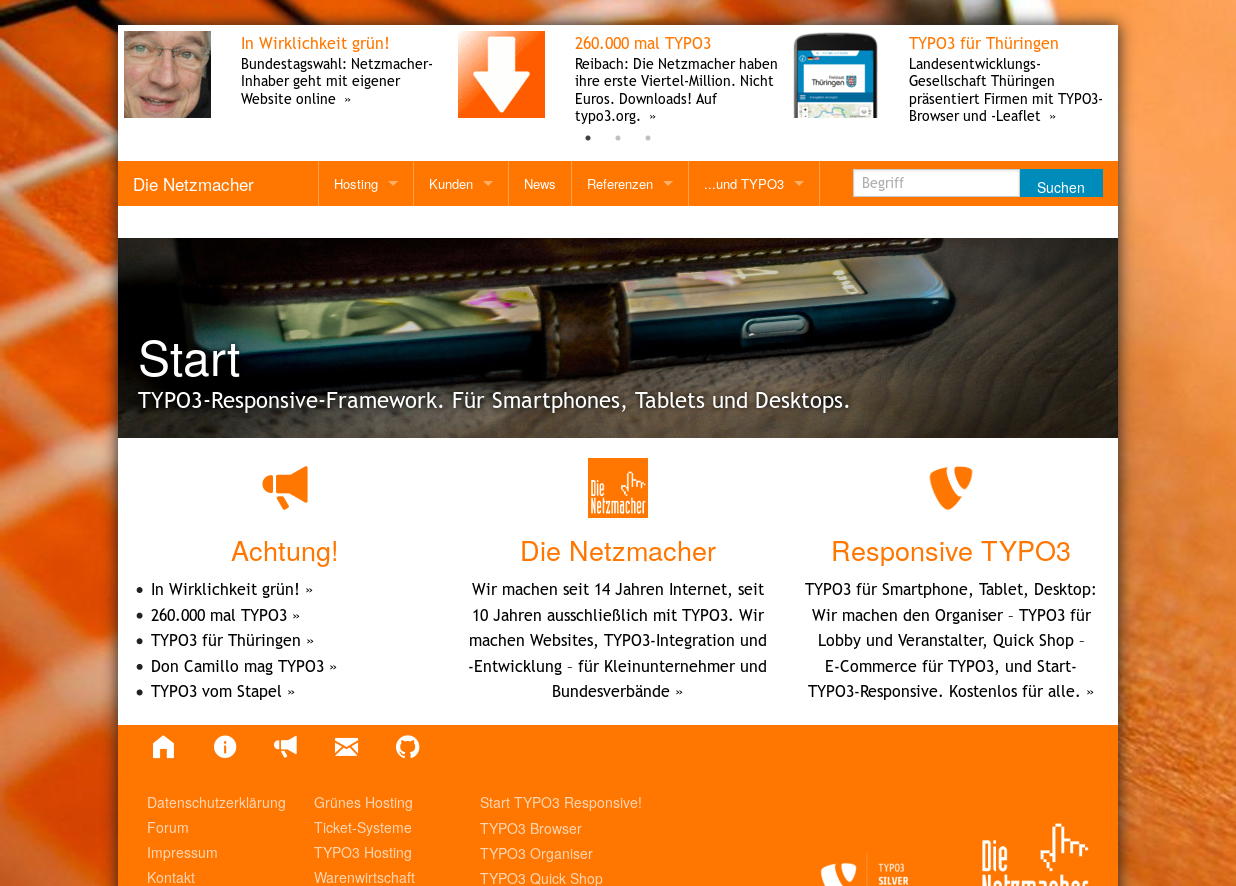 In Wirklichkeit grün!
Bundestagswahl: Netzmacher-
Inhaber geht mit eigener
Website online »
260.000 mal TYPO3
Reibach: Die Netzmacher haben
ihre erste Viertel-Million. Nicht
Euros. Downloads! Auf
typo3.org. »
Freistaat
Thüringen
TYPO3 für Thüringen
Landesentwicklungs-
Gesellschaft Thüringen
präsentiert Firmen mit TYPO3-
Browser und -Leaflet »
Die Netzmacher
Hosting
Kunden
News
Referenzen
...und TYPO3
Begriff
Suchen
Start
TYPO3-Responsive-Framework. Für Smartphones, Tablets und Desktops.
Achtung!
In Wirklichkeit grün! »
260.000 mal TYPO3 »
TYPO3 für Thüringen »
Don Camillo mag TYPO3 »
TYPO3 vom Stapel »
Die
Netzmacher
Die Netzmacher
Wir machen seit 14 Jahren Internet, seit
10 Jahren ausschließlich mit TYPO3. Wir
machen Websites, TYPO3-Integration und
-Entwicklung – für Kleinunternehmer und
Bundesverbände »
Responsive TYPO3
TYPO3 für Smartphone, Tablet, Desktop:
Wir machen den Organiser – TYPO3 für
Lobby und Veranstalter, Quick Shop –
E-Commerce für TYPO3, und Start-
TYPO3-Responsive. Kostenlos für alle. »
Datenschutzerklärung
Forum
Impressum
Kontakt
Grünes Hosting
Ticket-Systeme
TYPO3 Hosting
Warenwirtschaft
Start TYPO3 Responsive!
TYPO3 Browser
TYPO3 Organiser
TYPO3 Quick Shop
TYPO3
SILVER
Die
Netzmacher